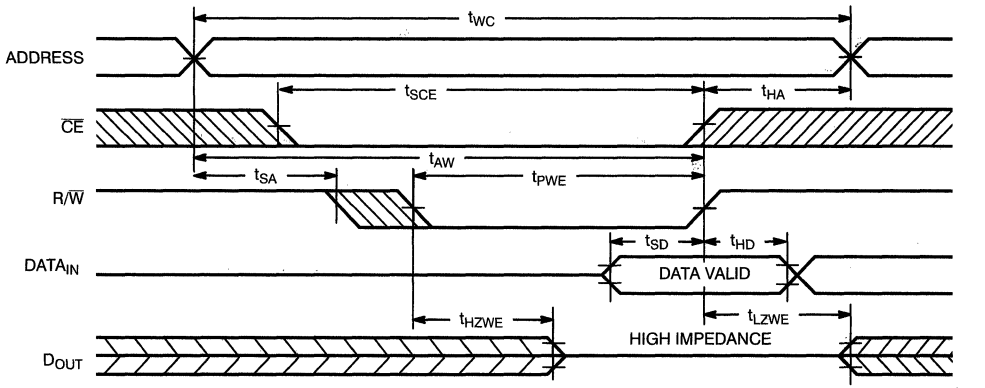 tWC
ADDRESS
tSCE
tHA
CE
tAW
tSA
tPWE
R/W
tSD
tHD
DATAIN
DATA VALID
tHZWE
tLZWE
HIGH IMPEDANCE
DOUT